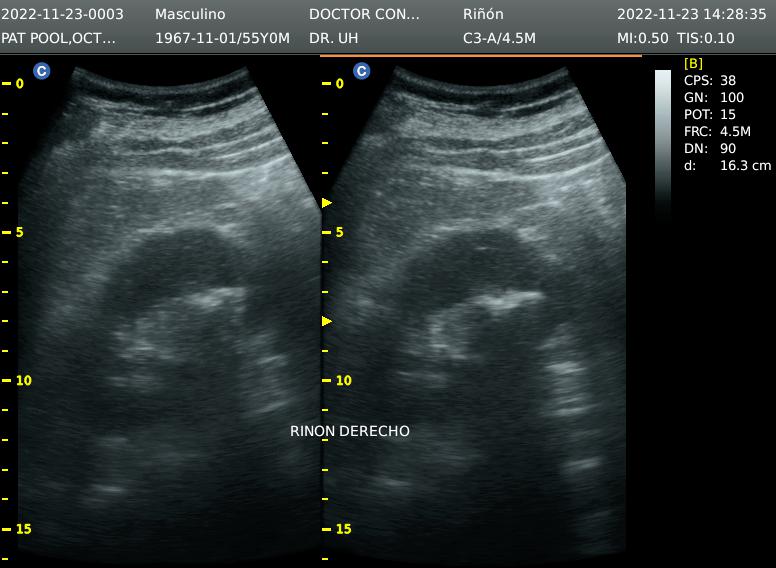 2022-11-23-0003 Masculino DOCTOR CON... Riñón 2022-11-23 14:28:35
PAT POOL,OCT... 1967-11-01/55Y0M DR. UH C3-A/4.5M MI:0.50 TIS:0.10
[B]
CPS: 38
GN: 100
POT: 15
FRC: 4.5M
DN: 90
d: 16.3 cm
C C
0 0
5 5
10 10
RINON DERECHO
15 15